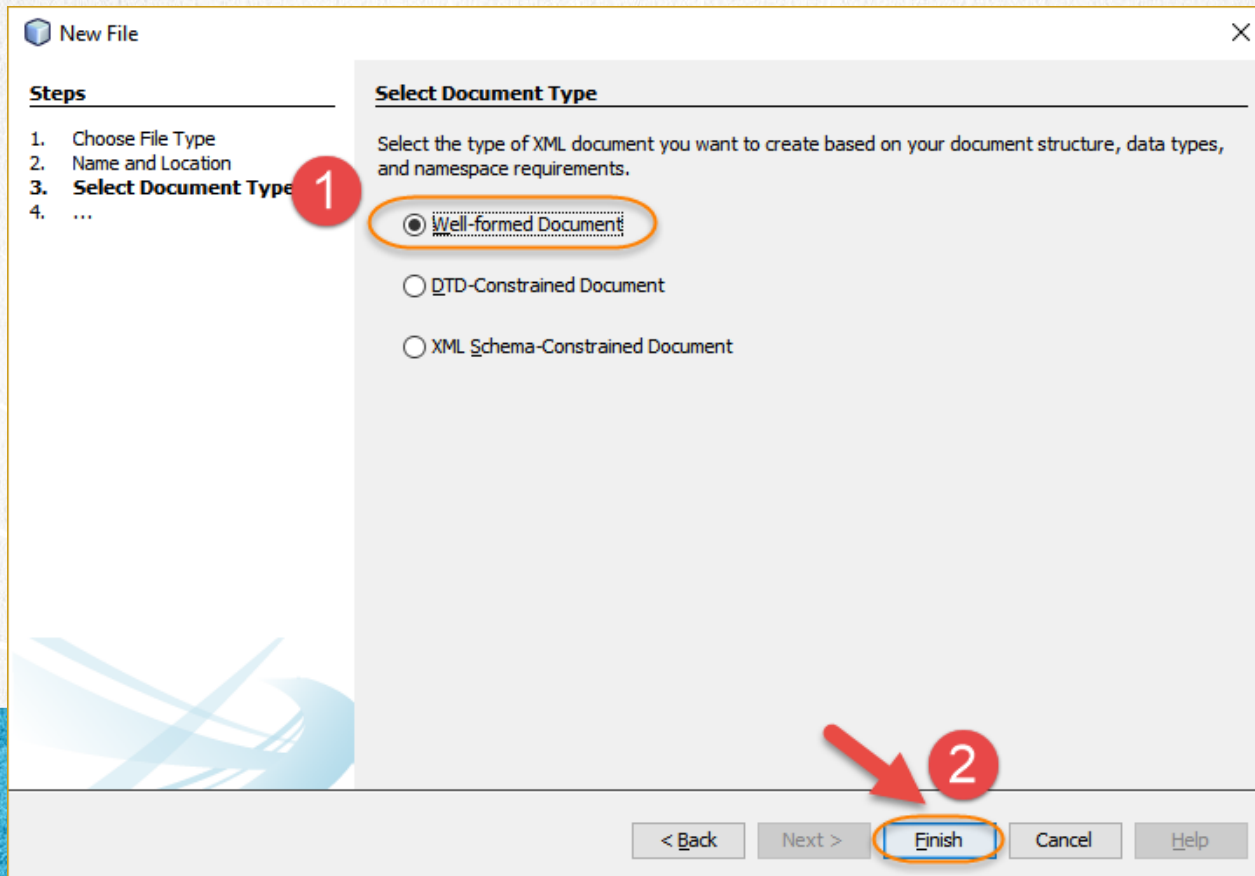 New File
Steps
1. Choose File Type
2. Name and Location
3. Select Document Type
4. ...
1
Select Document Type
Select the type of XML document you want to create based on your document structure, data types,
and namespace requirements.
Well-formed Document
DTD-Constrained Document
XML Schema-Constrained Document
2
< Back Next > Finish Cancel Help